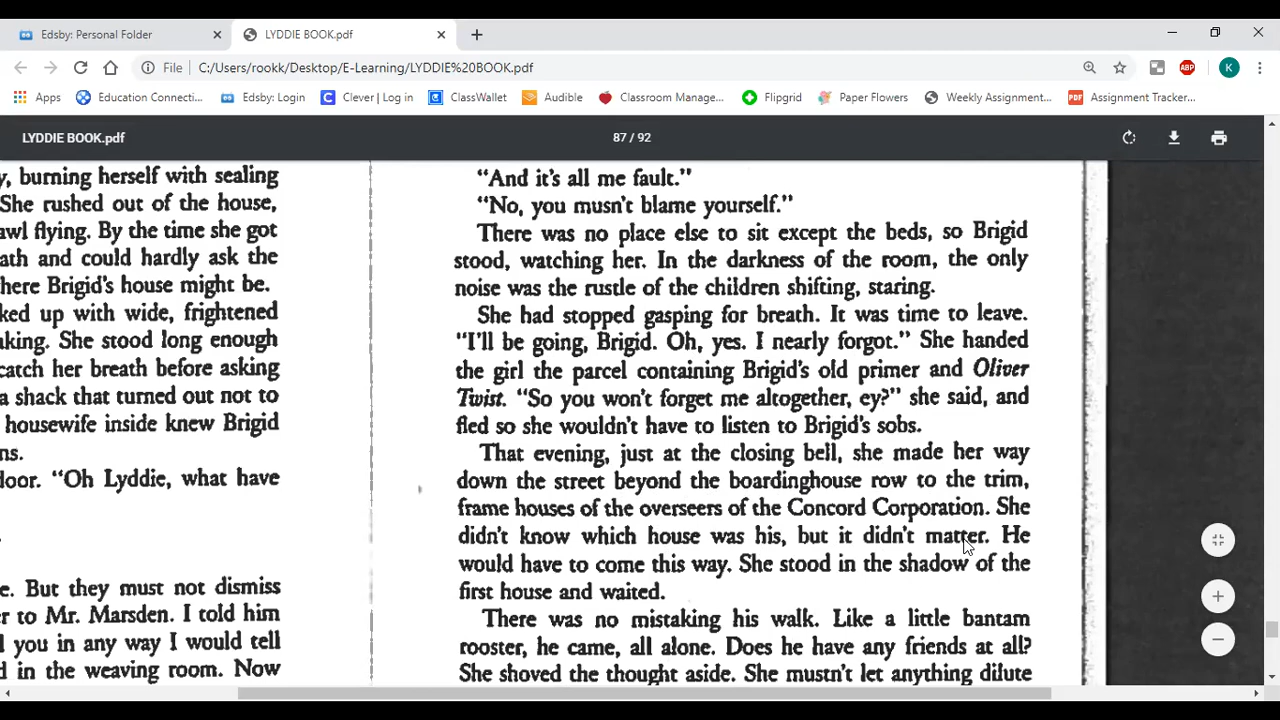 Edsby: Personal Folder
LYDDIE BOOK.pdf
File
C:/Users/rookk/Desktop/E-Learning/LYDDIE%20BOOK.pdf
ABP
K
Apps
Education Connecti...
Edsby: Login
Clever | Log in
ClassWallet
Audible
Classroom Manage...
Flipgrid
Paper Flowers
Weekly Assignment...
PDF
Assignment Tracker...
LYDDIE BOOK.pdf
87 / 92
y, burning herself with sealing
She rushed out of the house,
awl flying. By the time she got
ath and could hardly ask the
here Brigid's house might be.
ked up with wide, frightened
aking. She stood long enough
catch her breath before asking
a shack that turned out not to
housewife inside knew Brigid
ns.
loor. "Oh Lyddie, what have
e. But they must not dismiss
er to Mr. Marsden. I told him
l you in any way I would tell
d in the weaving room. Now
"And it's all me fault."
"No, you musn't blame yourself."
There was no place else to sit except the beds, so Brigid
stood, watching her. In the darkness of the room, the only
noise was the rustle of the children shifting, staring.
She had stopped gasping for breath. It was time to leave.
"I'll be going, Brigid. Oh, yes. I nearly forgot." She handed
the girl the parcel containing Brigid's old primer and Oliver
Twist. "So you won't forget me altogether, ey?" she said, and
fled so she wouldn't have to listen to Brigid's sobs.
That evening, just at the closing bell, she made her way
down the street beyond the boardinghouse row to the trim,
frame houses of the overseers of the Concord Corporation. She
didn't know which house was his, but it didn't matter. He
would have to come this way. She stood in the shadow of the
first house and waited.
There was no mistaking his walk. Like a little bantam
rooster, he came, all alone. Does he have any friends at all?
She shoved the thought aside. She mustn't let anything dilute